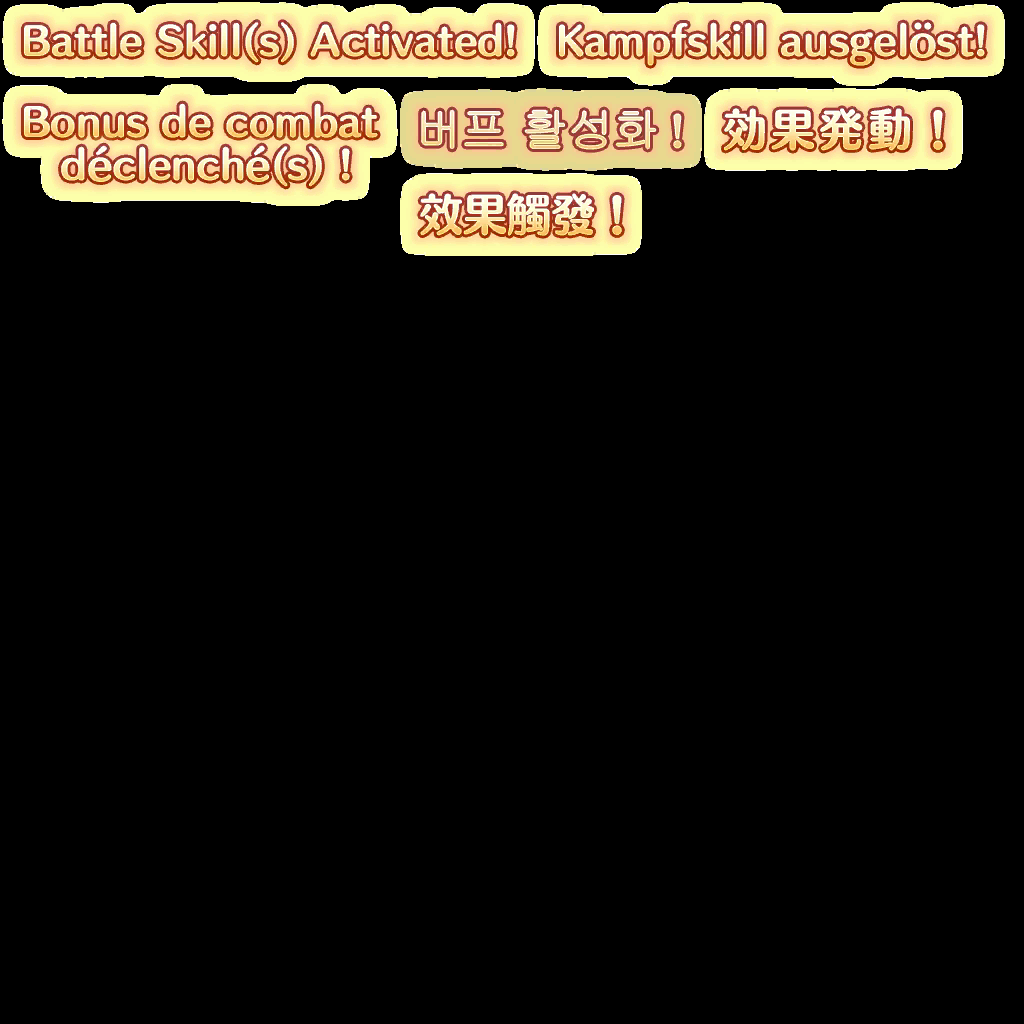 Battle Skill(s) Activated!
Kampfskill ausgelöst!
Bonus de combat
déclenché(s) !
버프 활성화!
効果発動！
效果觸發！